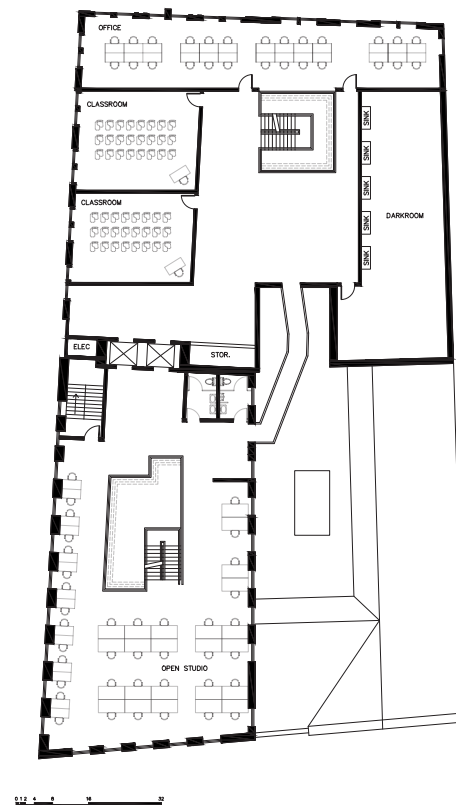 OFFICE
CLASSROOM
SINK
SINK
CLASSROOM
SINK
DARKROOM
SINK
SINK
ELEC
STOR.
OPEN STUDIO
0 1 2 4 8 16 32